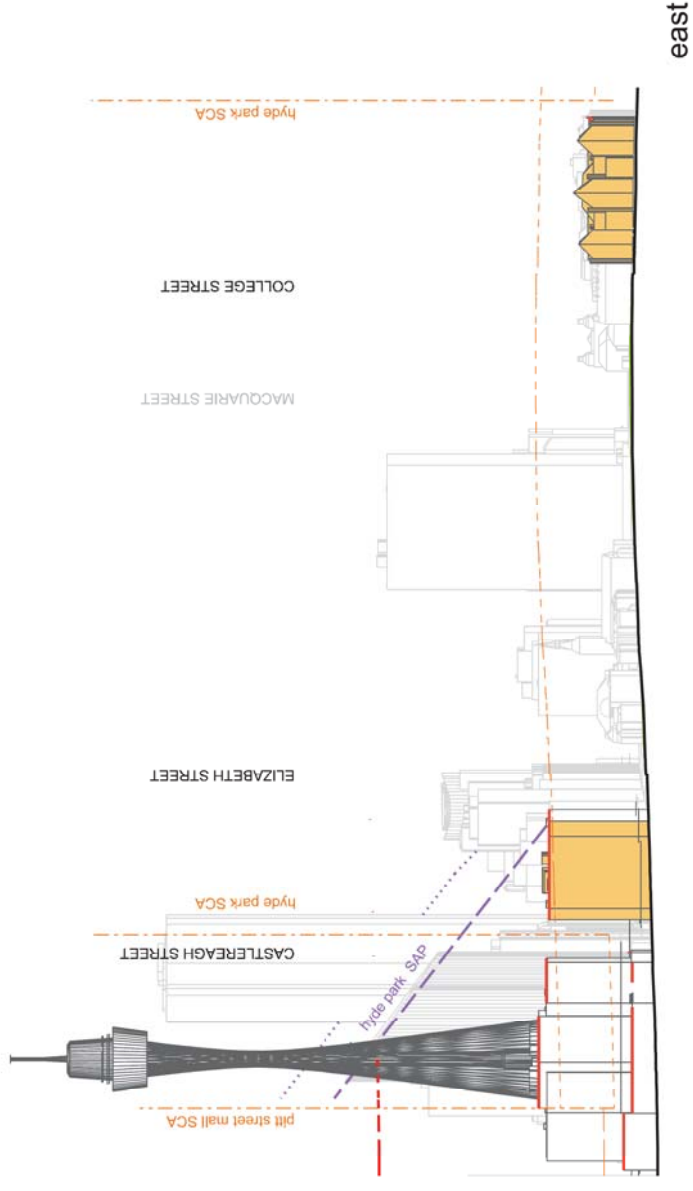 east
hyde park SCA
COLLEGE STREET
MACQUARIE STREET
ELIZABETH STREET
hyde park SCA
CASTLEREAGH STREET
hyde park SAP
pitt street mall SCA